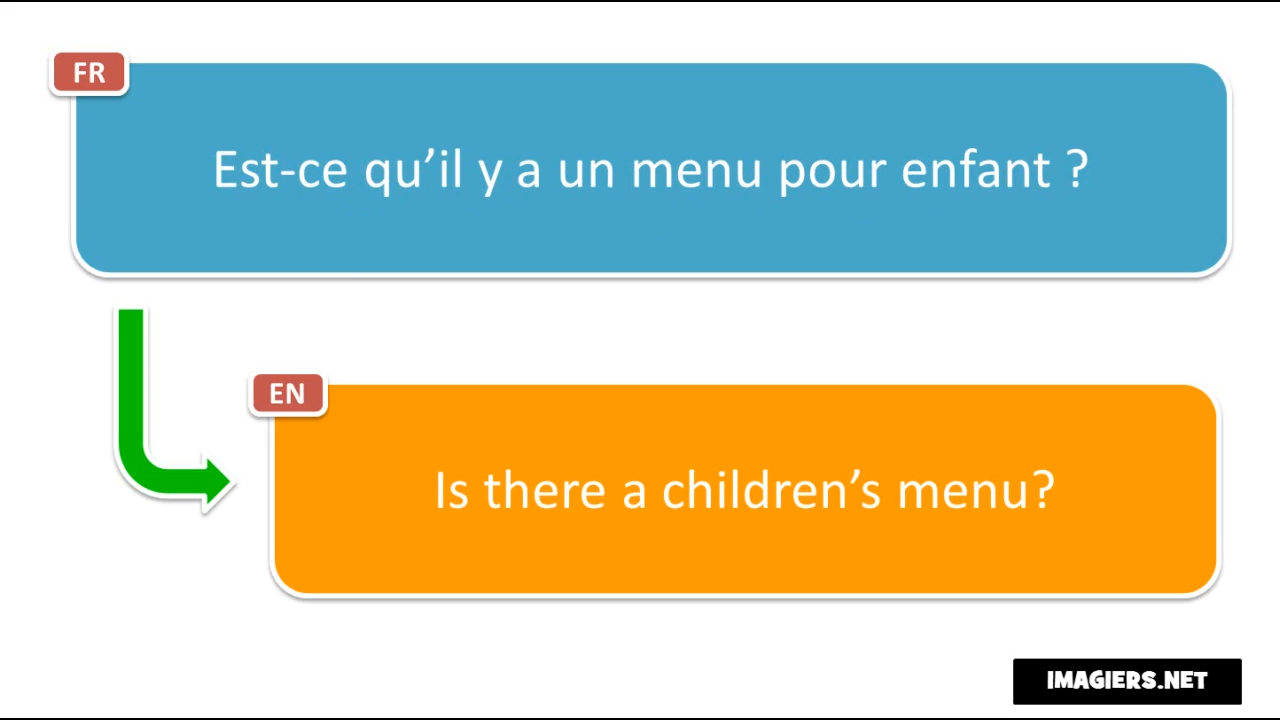 FR
Est-ce qu’il y a un menu pour enfant ?
EN
Is there a children’s menu?
IMAGIERS.NET